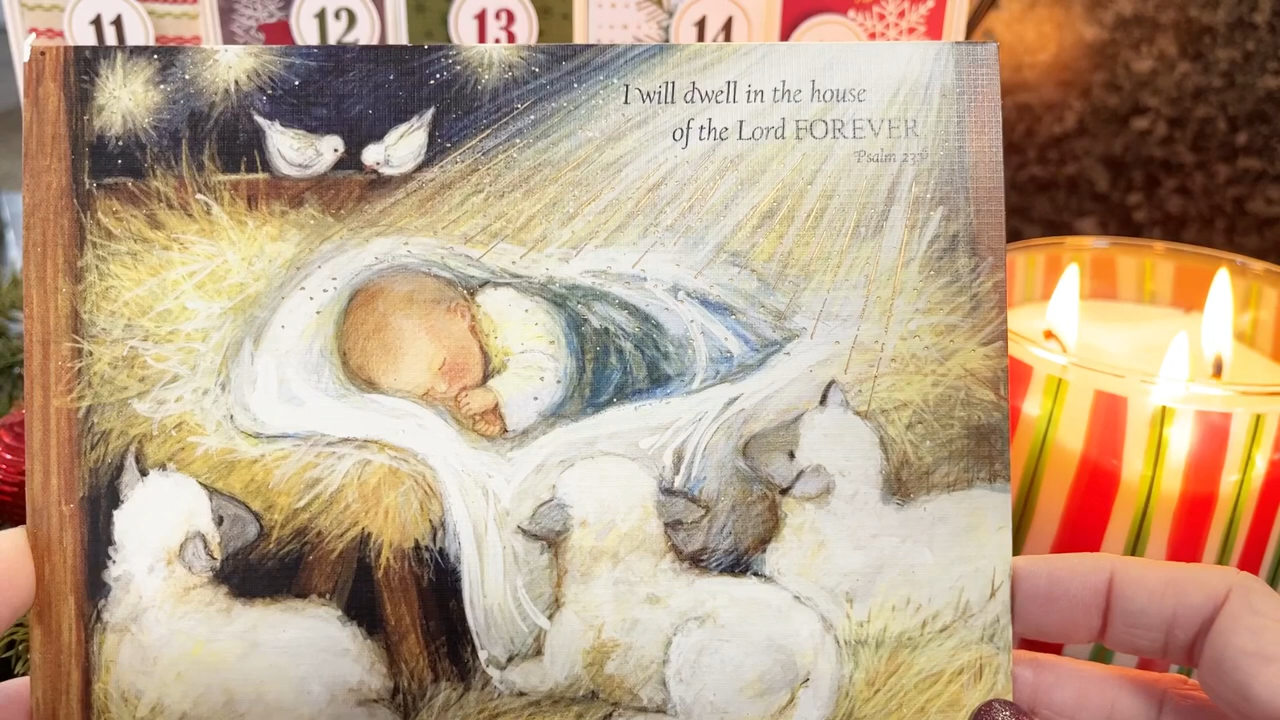 11
12
13
14
I will dwell in the house
of the Lord FOREVER
Psalm 23:6